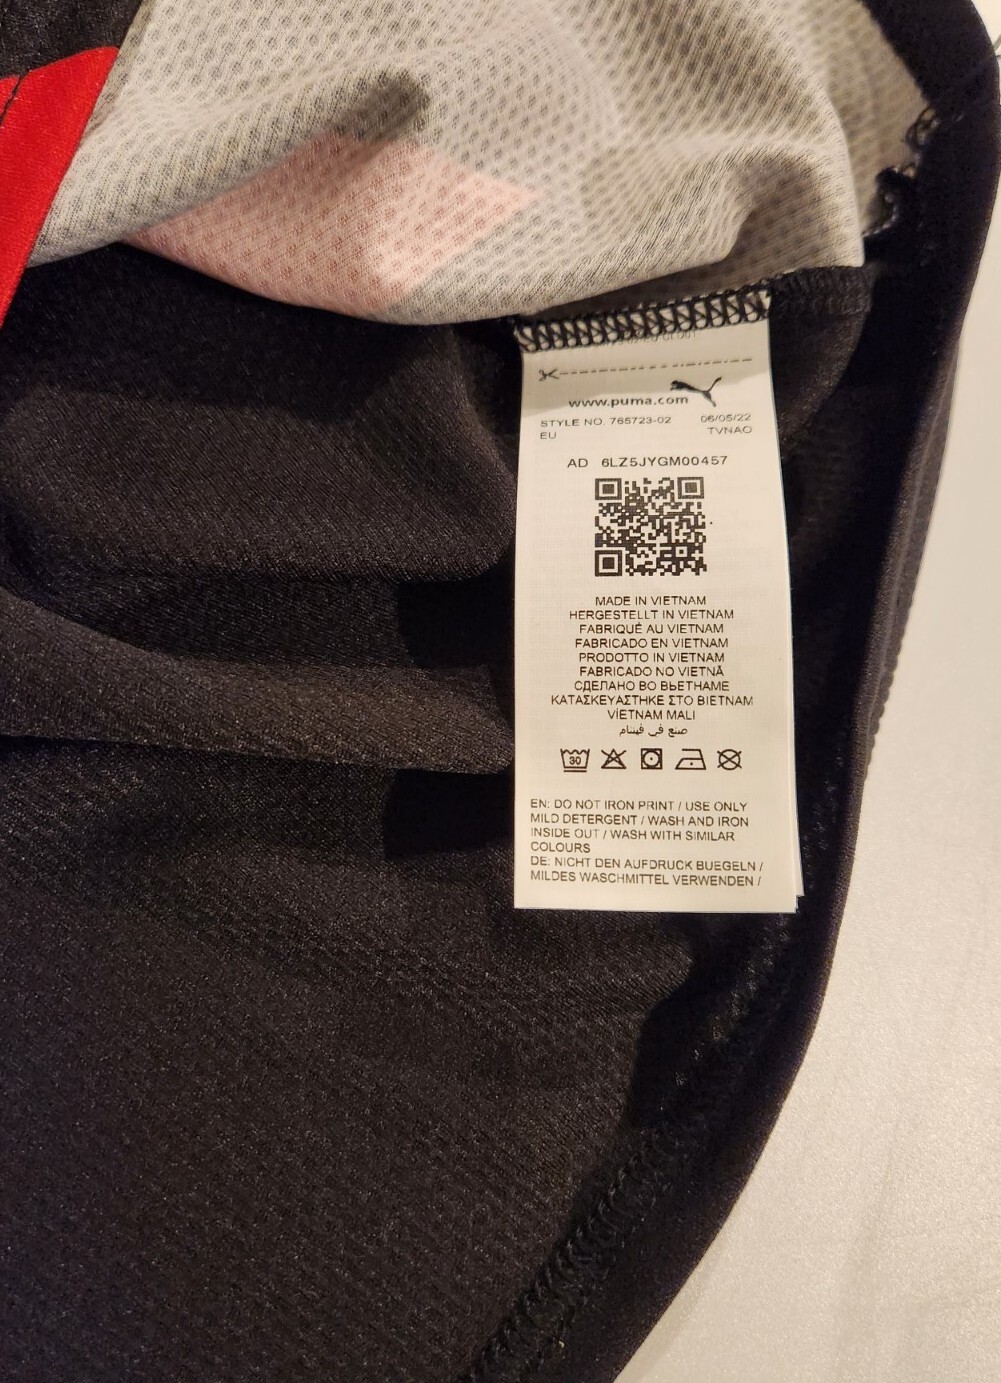 www.puma.com
STYLE NO. 765723-02 06/05/22
EU TVNAO
AD 6LZ5JYGM00457
MADE IN VIETNAM
HERGESTELLT IN VIETNAM
FABRIQUÉ AU VIETNAM
FABRICADO EN VIETNAM
PRODOTTO IN VIETNAM
FABRICADO NO VIETNÃ
СДЕЛАНО ВО ВЬЕТНАМЕ
ΚΑΤΑΣΚΕΥΑΣΤΗΚΕ ΣΤΟ ΒΙΕΤΝΑΜ
VİETNAM MALI
صنع في فيتنام
30
EN: DO NOT IRON PRINT / USE ONLY
MILD DETERGENT / WASH AND IRON
INSIDE OUT / WASH WITH SIMILAR
COLOURS
DE: NICHT DEN AUFDRUCK BUEGELN /
MILDES WASCHMITTEL VERWENDEN /